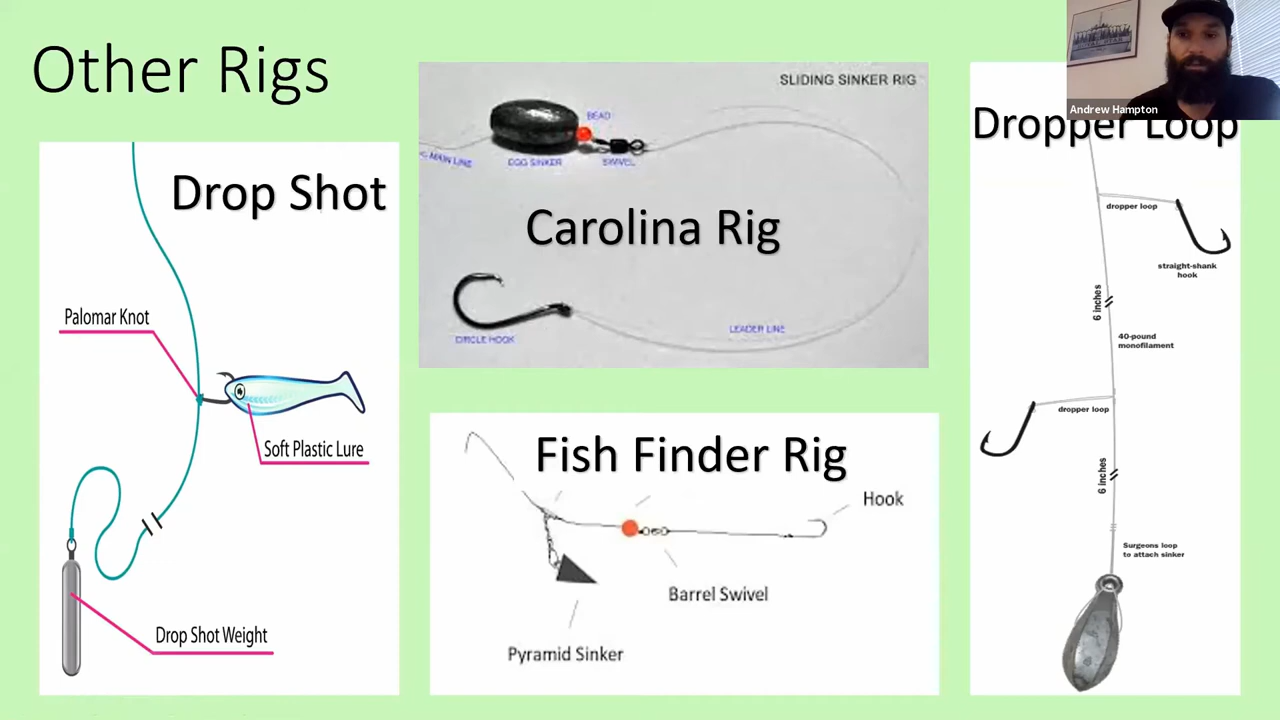 Other Rigs
Drop Shot
Palomar Knot
Soft Plastic Lure
Drop Shot Weight
SLIDING SINKER RIG
BEAD
MAIN LINE
SWIVEL
Carolina Rig
LEADER LINE
CIRCLE HOOK
Fish Finder Rig
Hook
Barrel Swivel
Pyramid Sinker
Andrew Hampton
Dropper Loop
dropper loop
straight-shank
hook
6 inches
40-pound
monofilament
dropper loop
6 inches
Surgeons loop
to attach sinker